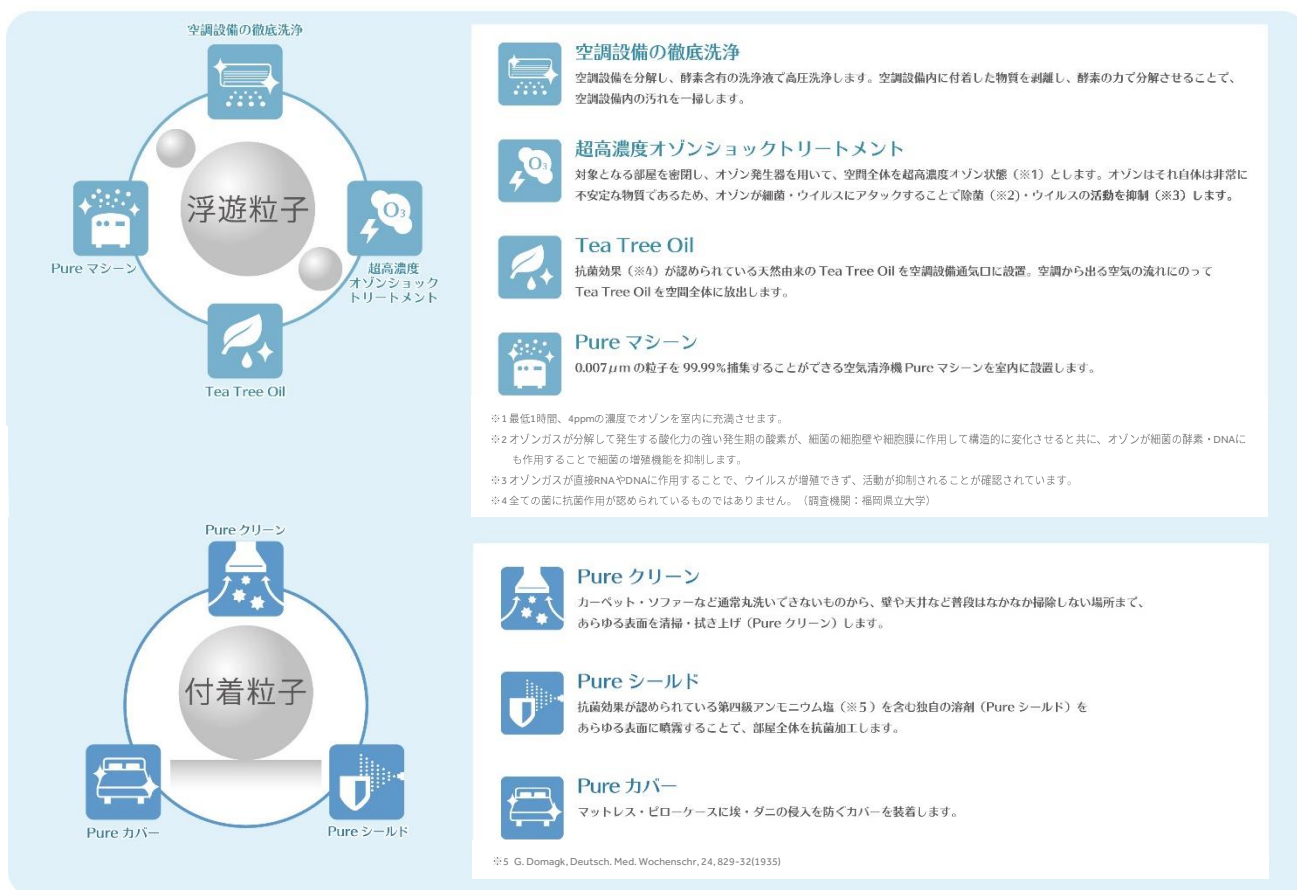 空調設備の徹底洗浄
浮遊粒子
Pure マシーン
O3
超高濃度
オゾンショック
トリートメント
Tea Tree Oil
空調設備の徹底洗浄
空調設備を分解し、酵素含有の洗浄液で高圧洗浄します。空調設備内に付着した物質を剥離し、酵素の力で分解させることで、
空調設備内の汚れを一掃します。
O3
超高濃度オゾンショックトリートメント
対象となる部屋を密閉し、オゾン発生器を用いて、空間全体を超高濃度オゾン状態（※1）とします。オゾンはそれ自体は非常に
不安定な物質であるため、オゾンが細菌・ウイルスにアタックすることで除菌（※2）・ウイルスの活動を抑制（※3）します。
Tea Tree Oil
抗菌効果（※4）が認められている天然由来の Tea Tree Oil を空調設備通気口に設置。空調から出る空気の流れにのって
Tea Tree Oil を空間全体に放出します。
Pure マシーン
0.007μm の粒子を 99.99%捕集することができる空気清浄機 Pure マシーンを室内に設置します。
※1 最低1時間、4ppmの濃度でオゾンを室内に充満させます。
※2 オゾンガスが分解して発生する酸化力の強い発生期の酸素が、細菌の細胞壁や細胞膜に作用して構造的に変化させると共に、オゾンが細菌の酵素・DNAに
も作用することで細菌の増殖機能を抑制します。
※3 オゾンガスが直接RNAやDNAに作用することで、ウイルスが増殖できず、活動が抑制されることが確認されています。
※4 全ての菌に抗菌作用が認められているものではありません。（調査機関：福岡県立大学）
Pure クリーン
付着粒子
Pure カバー
Pure シールド
Pure クリーン
カーペット・ソファーなど通常丸洗いできないものから、壁や天井など普段はなかなか掃除しない場所まで、
あらゆる表面を清掃・拭き上げ（Pure クリーン）します。
Pure シールド
抗菌効果が認められている第四級アンモニウム塩（※5）を含む独自の溶剤（Pure シールド）を
あらゆる表面に噴霧することで、部屋全体を抗菌加工します。
Pure カバー
マットレス・ピローケースに埃・ダニの侵入を防ぐカバーを装着します。
※5 G. Domagk, Deutsch. Med. Wochenschr, 24, 829-32(1935)